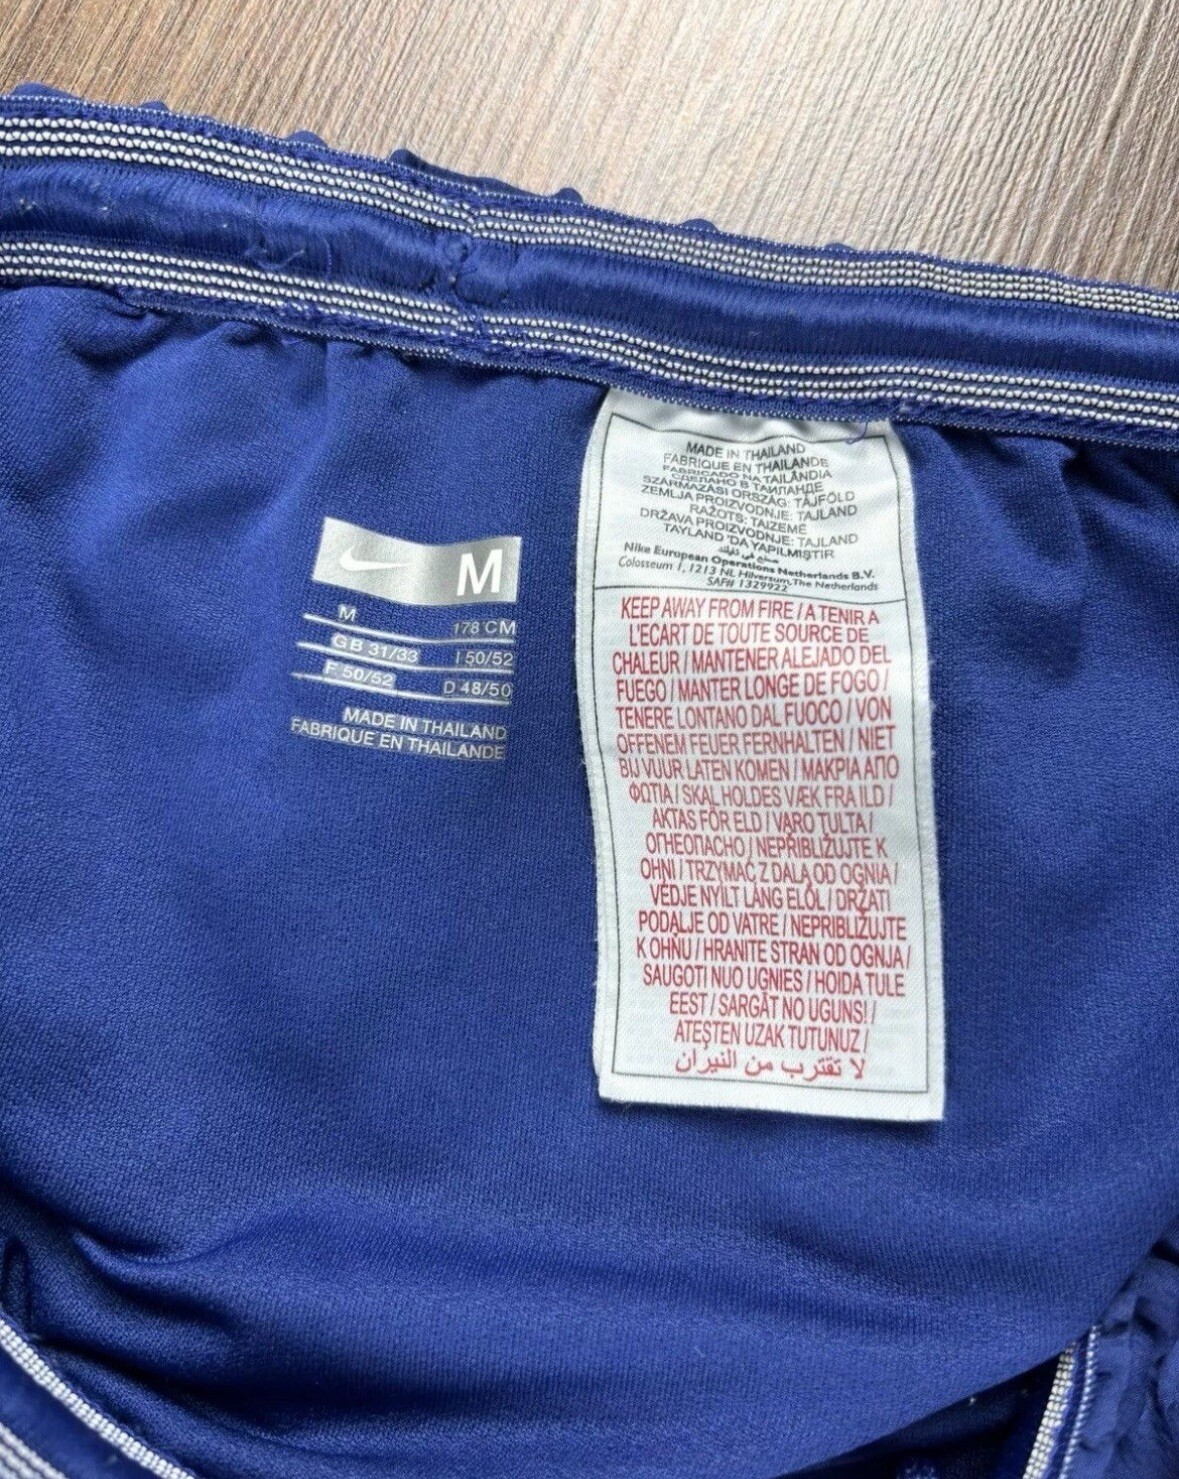 M
M 178 CM
GB 31/33 I 50/52
F 50/52 D 48/50
MADE IN THAILAND
FABRIQUE EN THAILANDE
MADE IN THAILAND
FABRIQUE EN THAILANDE
FABRICADO NA TAILÂNDIA
СДЕЛАНО В ТАИЛАНДЕ
SZÁRMAZÁSI ORSZÁG: TÁJFÖLD
ZEMLJA PROIZVODNJE: TAJLAND
RAŽOTS: TAIZEMĒ
DRŽAVA PROIZVODNJE: TAJLAND
TAYLAND 'DA YAPILMIŞTIR
Nike European Operations Netherlands B.V.
Colosseum 1, 1213 NL Hilversum, The Netherlands
SAF# 1329922
KEEP AWAY FROM FIRE / A TENIR A
L'ECART DE TOUTE SOURCE DE
CHALEUR / MANTENER ALEJADO DEL
FUEGO / MANTER LONGE DE FOGO /
TENERE LONTANO DAL FUOCO / VON
OFFENEM FEUER FERNHALTEN / NIET
BIJ VUUR LATEN KOMEN / ΜΑΚΡΙΑ ΑΠΟ
ΦΩΤΙΑ / SKAL HOLDES VÆK FRA ILD /
AKTAS FÖR ELD / VARO TULTA /
ОГНЕОПАСНО / NEPŘIBLIŽUJTE K
OHNI / TRZYMAĆ Z DALA OD OGNIA /
VÉDJE NYÍLT LÁNG ELŐL / DRŽATI
PODALJE OD VATRE / NEPRIBLIŽUJTE
K OHŇU / HRANITE STRAN OD OGNJA /
SAUGOTI NUO UGNIES / HOIDA TULE
EEST / SARGĀT NO UGUNS! /
ATEŞTEN UZAK TUTUNUZ /
لا تقترب من النيران